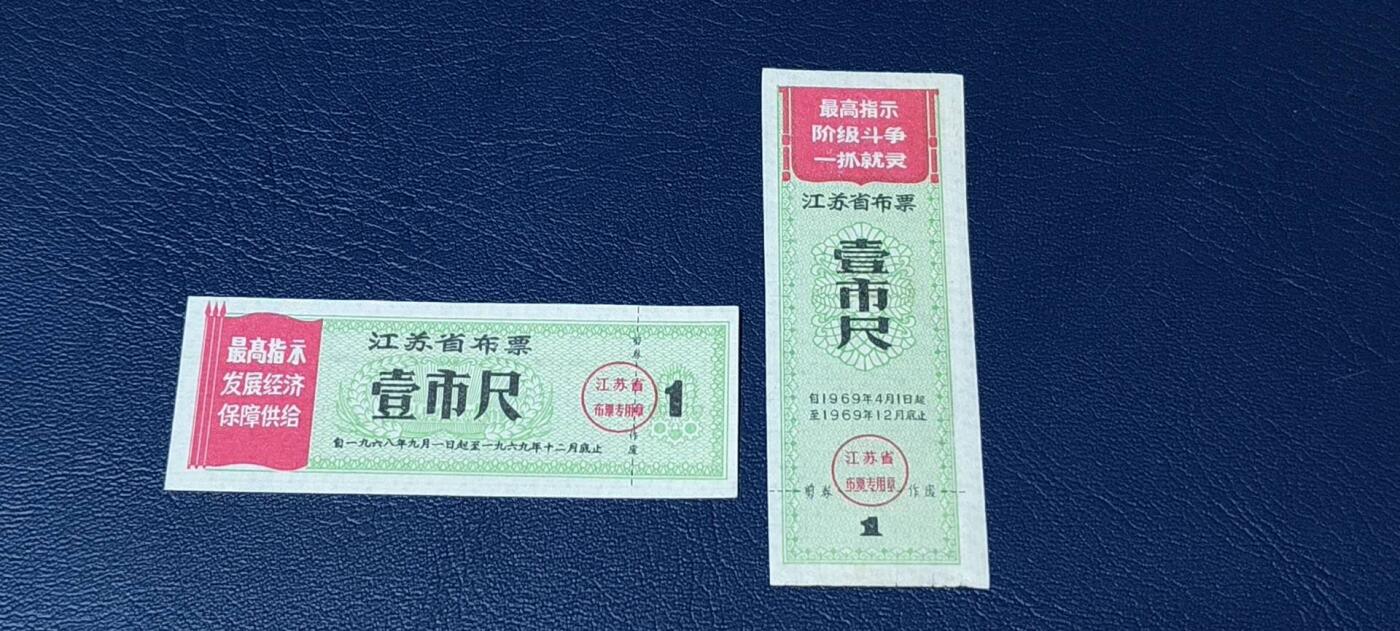 最高指示
发展经济
保障供给
江苏省布票
壹市尺
自一九六八年九月一日起至一九六九年十二月底止
江苏省
布票专用章
剪券作废
1
最高指示
阶级斗争
一抓就灵
江苏省布票
壹市尺
自1969年4月1日起
至1969年12月底止
江苏省
布票专用章
剪券作废
1